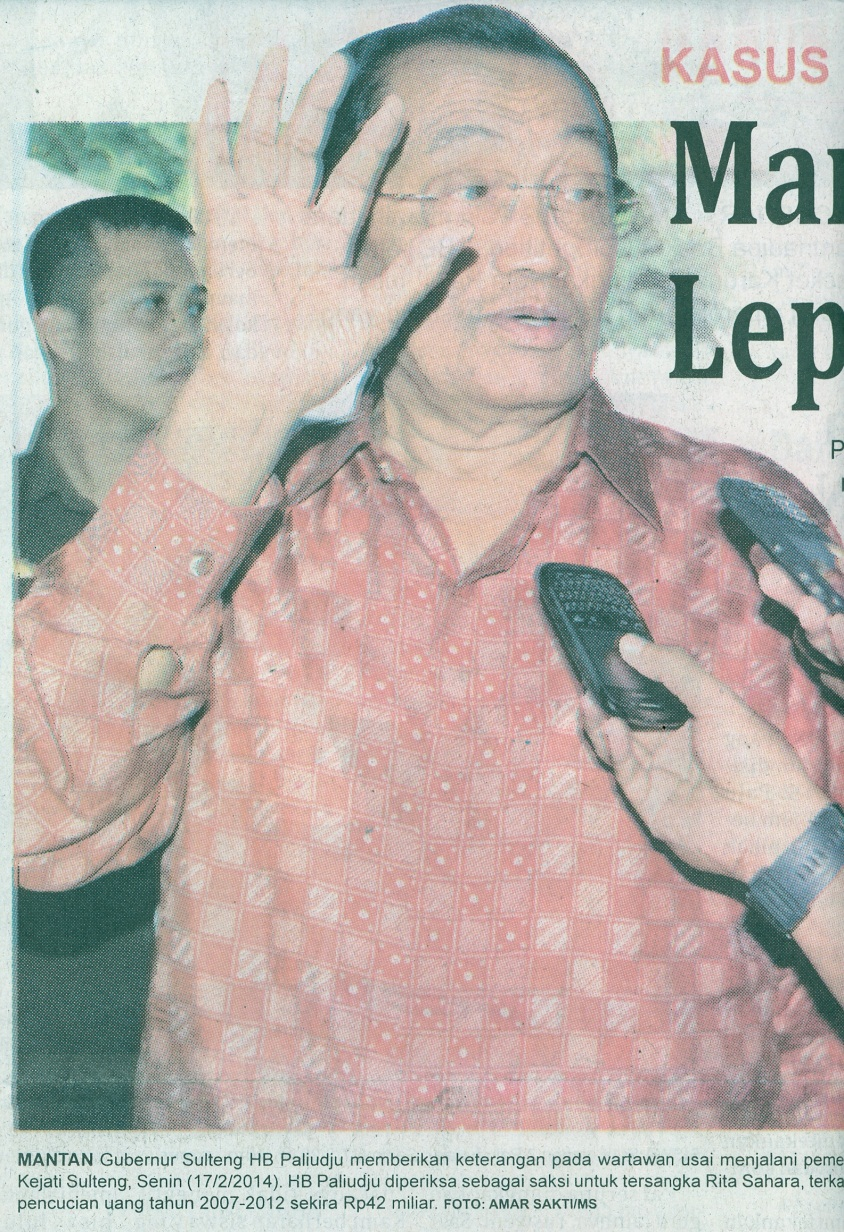 KASUS
Man
Lep
P
MANTAN Gubernur Sulteng HB Paliudju memberikan keterangan pada wartawan usai menjalani peme
Kejati Sulteng, Senin (17/2/2014). HB Paliudju diperiksa sebagai saksi untuk tersangka Rita Sahara, terka
pencucian uang tahun 2007-2012 sekira Rp42 miliar. FOTO: AMAR SAKTI/MS